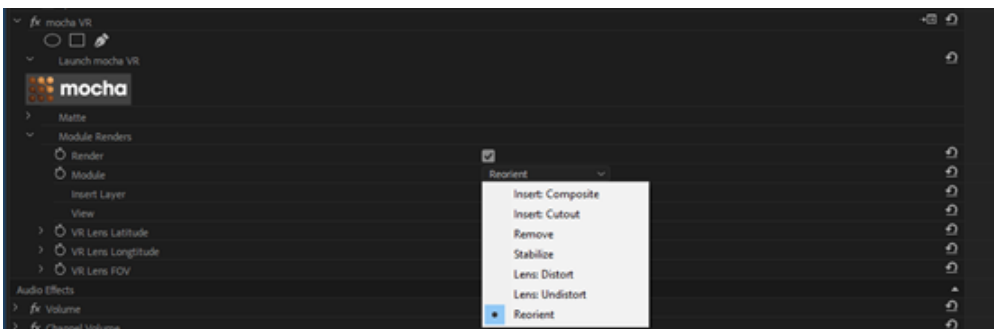 fx mocha VR
Launch mocha VR
mocha
Matte
Module Renders
Render
Module
Reorient
Insert Layer
Insert: Composite
Insert: Cutout
View
Remove
VR Lens Latitude
Stabilize
VR Lens Longtitude
Lens: Distort
VR Lens FOV
Lens: Undistort
Audio Effects
Reorient
fx Volume
fx Channel Volume